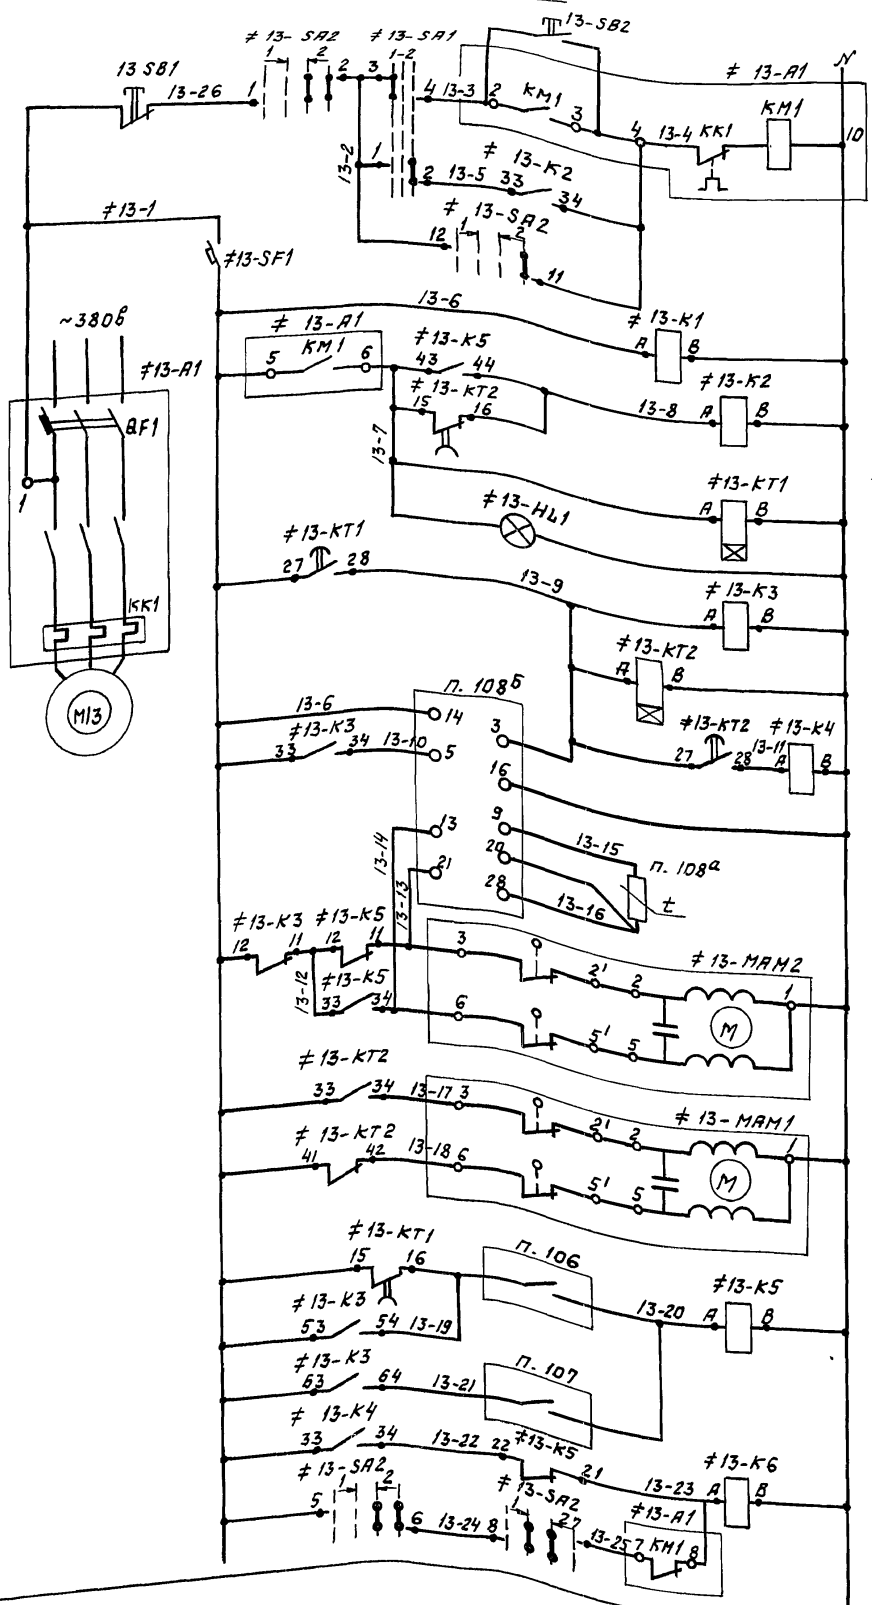 13-SB2
≠ 13-SA2
≠ 13-SA1
N
1
2
1-2
≠ 13-A1
13 SB1
2
3
13-26
1
4
13-3
2
KM1
KM1
3
4
13-4
KK1
10
13-2
1
≠ 13-K2
2
13-5
33
34
≠13-1
≠ 13-SA2
12
1
2
≠13-SF1
11
13-6
≠ 13-K1
~380в
≠ 13-A1
KM1
≠ 13-K5
A
B
5
6
43
44
≠13-A1
≠ 13-K2
≠ 13-KT2
15
16
13-8
A
B
QF1
13-7
≠13-KT1
1
≠13-HL1
A
B
≠ 13-KT1
27
28
13-9
≠ 13-K3
KK1
A
B
≠ 13-KT2
A
B
M13
П. 108Б
13-6
14
≠13-K3
3
≠13-KT2
≠ 13-K4
33
34
13-10
5
27
28
13-11
A
B
16
13
9
13-14
13-15
20
П. 108а
21
13-13
28
13-16
t
≠13-K3
≠ 13-K5
12
11
12
11
3
≠ 13-MAM2
2'
2
1
13-12
≠13-K5
33
34
6
M
5'
5
≠ 13-KT2
33
34
13-17
3
≠ 13-MAM1
2'
2
1
≠ 13-KT2
41
42
13-18
6
M
5'
5
≠13-KT1
15
16
П. 106
≠13-K5
≠ 13-K3
13-20
A
B
53
54
13-19
≠ 13-K3
П. 107
63
64
13-21
≠ 13-K4
33
34
13-22
22
≠13-K5
21
≠13-K6
≠ 13-SA2
13-23
A
B
1
2
≠ 13-SA2
≠13-A1
5
6
13-24
8
1
2
7
13-25
7
KM1
8